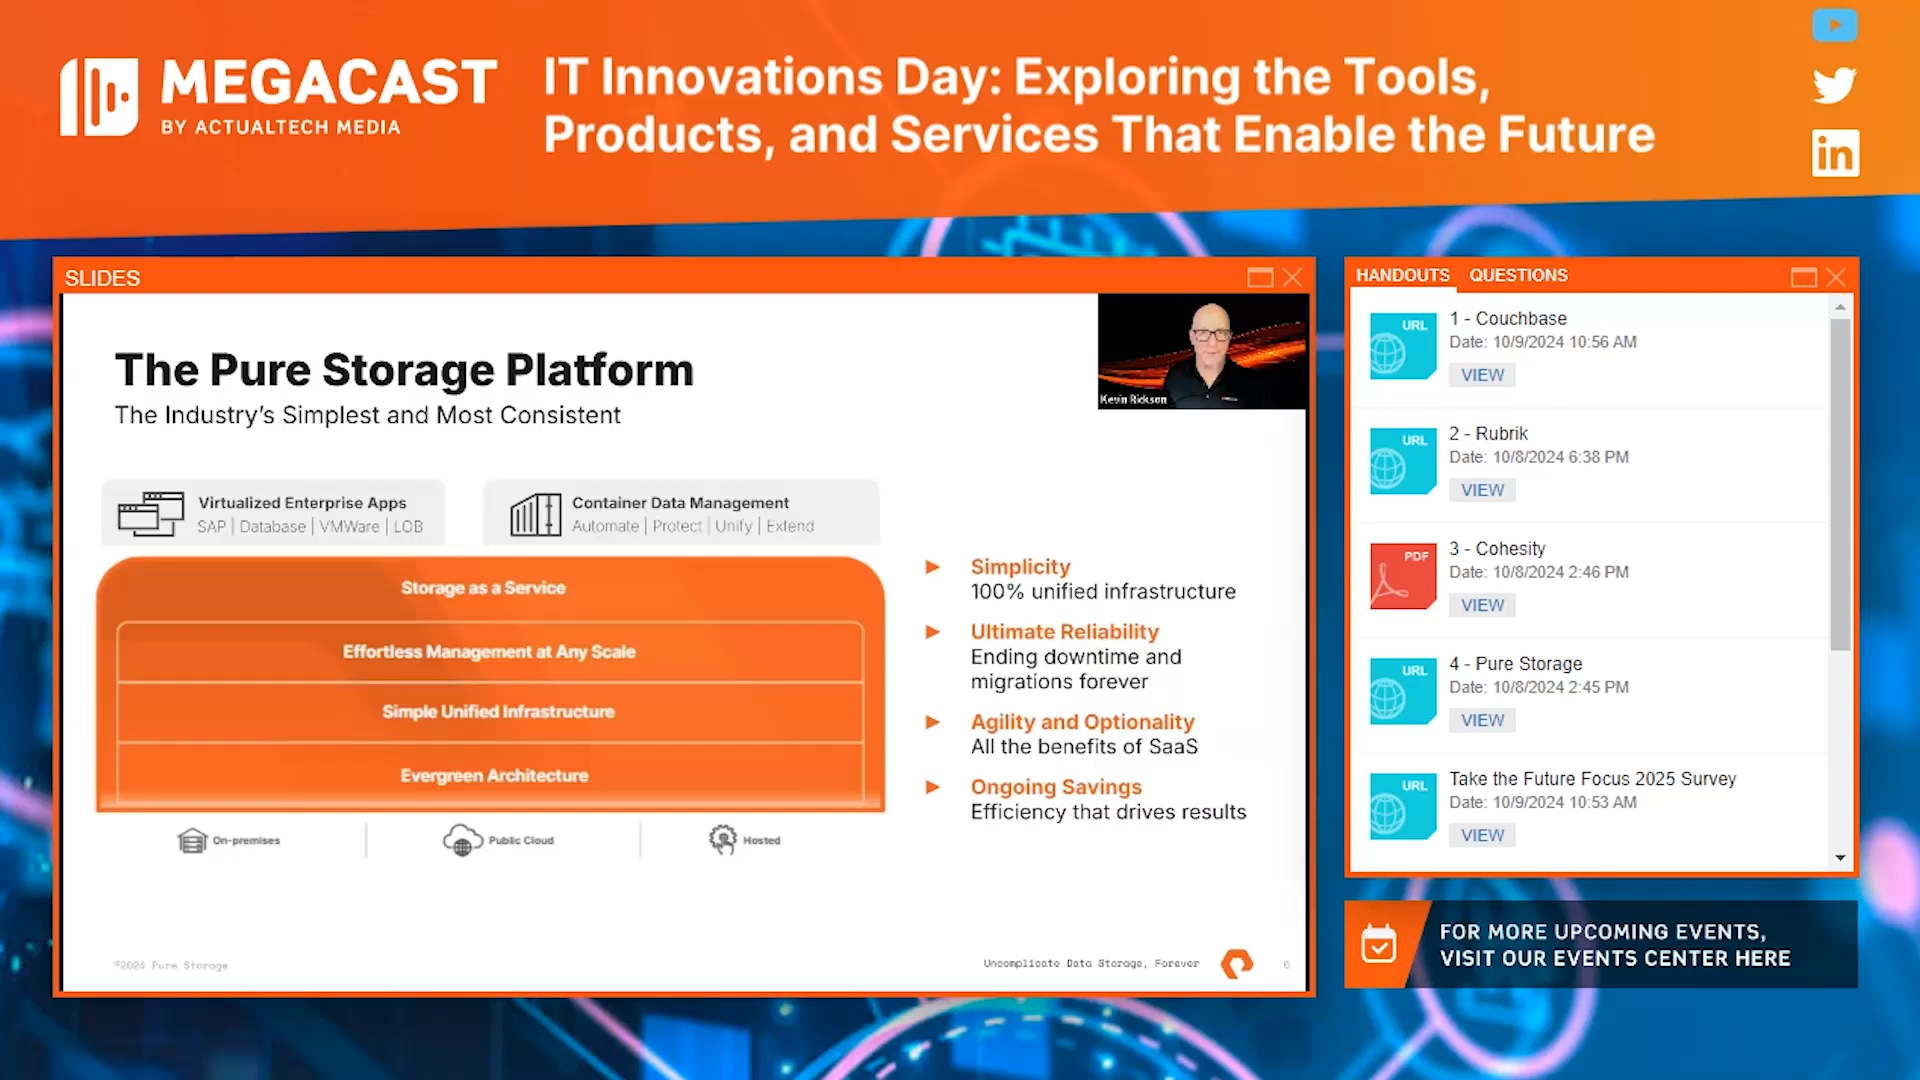 MEGACAST
BY ACTUALTECH MEDIA
IT Innovations Day: Exploring the Tools,
Products, and Services That Enable the Future
in
SLIDES
The Pure Storage Platform
The Industry's Simplest and Most Consistent
Kevin Rickson
Virtualized Enterprise Apps
SAP | Database | VMWare | LOB
Container Data Management
Automate | Protect | Unify | Extend
Storage as a Service
Effortless Management at Any Scale
Simple Unified Infrastructure
Evergreen Architecture
On-premises
Public Cloud
Hosted
Simplicity
100% unified infrastructure
Ultimate Reliability
Ending downtime and
migrations forever
Agility and Optionality
All the benefits of SaaS
Ongoing Savings
Efficiency that drives results
©2024 Pure Storage
Uncomplicate Data Storage, Forever
6
HANDOUTS
QUESTIONS
URL
1 - Couchbase
Date: 10/9/2024 10:56 AM
VIEW
URL
2 - Rubrik
Date: 10/8/2024 6:38 PM
VIEW
PDF
3 - Cohesity
Date: 10/8/2024 2:46 PM
VIEW
URL
4 - Pure Storage
Date: 10/8/2024 2:45 PM
VIEW
URL
Take the Future Focus 2025 Survey
Date: 10/9/2024 10:53 AM
VIEW
FOR MORE UPCOMING EVENTS,
VISIT OUR EVENTS CENTER HERE